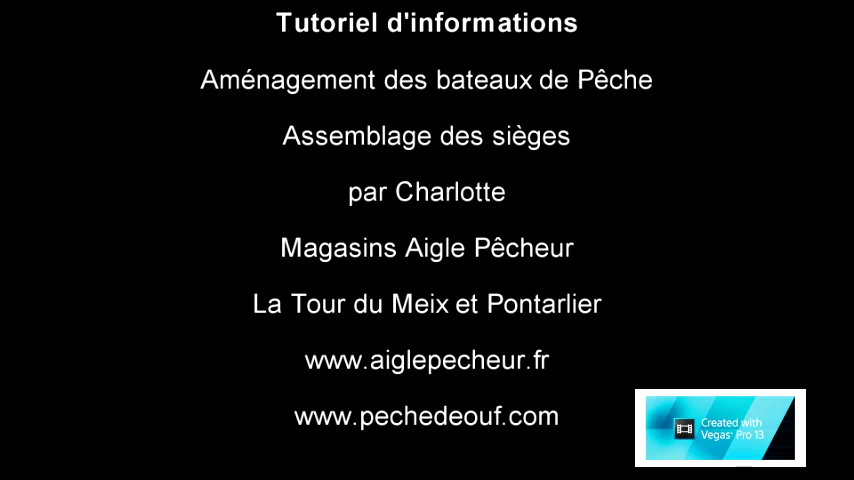 Tutoriel d'informations
Aménagement des bateaux de Pêche
Assemblage des sièges
par Charlotte
Magasins Aigle Pêcheur
La Tour du Meix et Pontarlier
www.aiglepecheur.fr
www.pechedeouf.com
Created with
Vegas® Pro 13